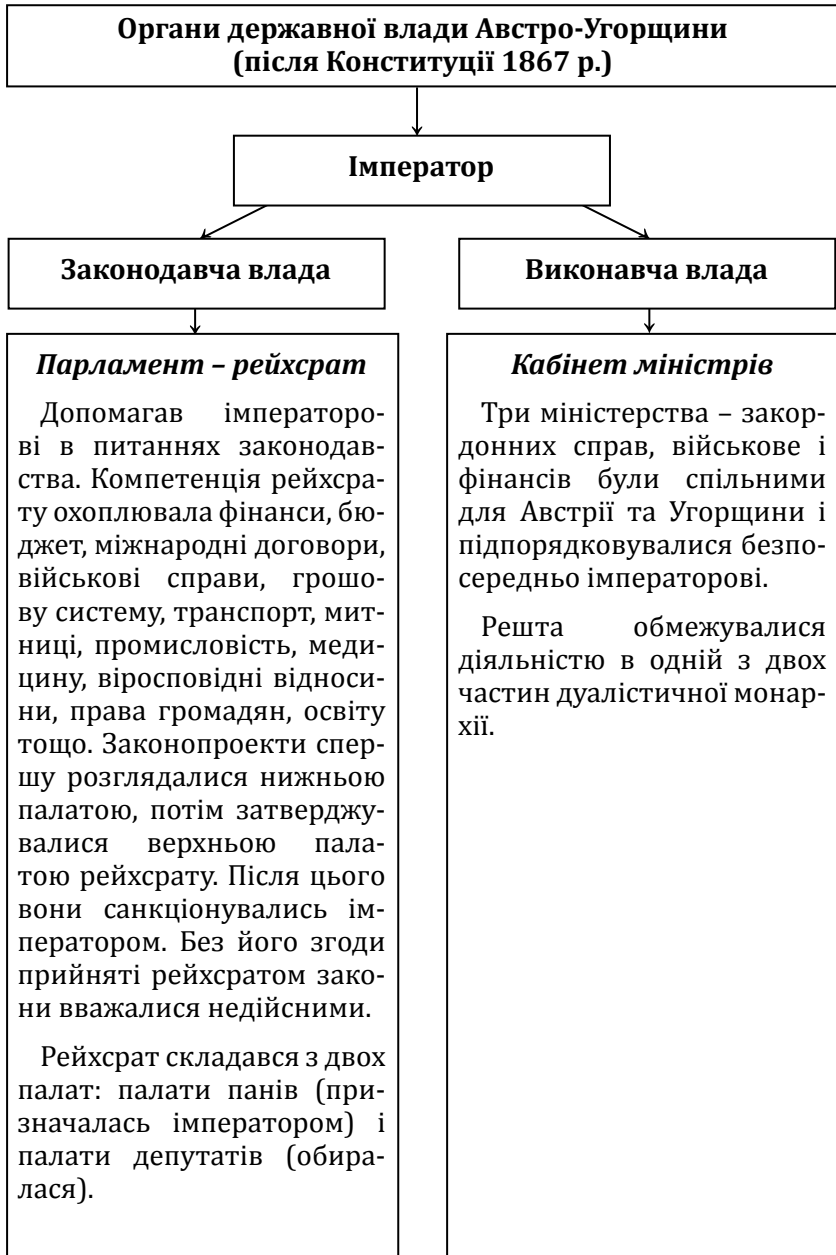 Органи державної влади Австро-Угорщини
(після Конституції 1867 р.)
Імператор
Законодавча влада
Виконавча влада
Парламент – рейхсрат
Допомагав імператоро-
ві в питаннях законодав-
ства. Компетенція рейхсра-
ту охоплювала фінанси, бю-
джет, міжнародні договори,
військові справи, грошо-
ву систему, транспорт, мит-
ниці, промисловість, меди-
цину, віросповідні відноси-
ни, права громадян, освіту
тощо. Законопроекти спер-
шу розглядалися нижньою
палатою, потім затверджу-
валися верхньою пала-
тою рейхсрату. Після цього
вони санкціонувались ім-
ператором. Без його згоди
прийняті рейхсратом зако-
ни вважалися недійсними.
Рейхсрат складався з двох
палат: палати панів (при-
значалась імператором) і
палати депутатів (обира-
лася).
Кабінет міністрів
Три міністерства – закор-
донних справ, військове і
фінансів були спільними
для Австрії та Угорщини і
підпорядковувалися безпо-
середньо імператорові.
Решта обмежувалися
діяльністю в одній з двох
частин дуалістичної монар-
хії.